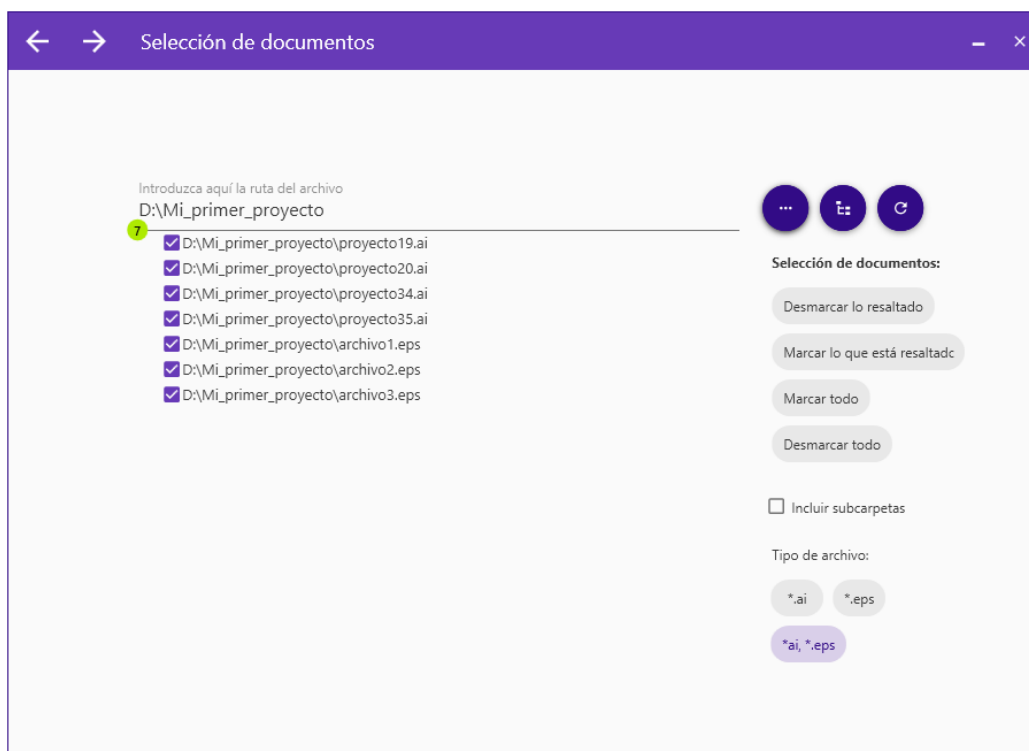 Selección de documentos
Introduzca aquí la ruta del archivo
D:\Mi_primer_proyecto
7
D:\Mi_primer_proyecto\proyecto19.ai
D:\Mi_primer_proyecto\proyecto20.ai
D:\Mi_primer_proyecto\proyecto34.ai
D:\Mi_primer_proyecto\proyecto35.ai
D:\Mi_primer_proyecto\archivo1.eps
D:\Mi_primer_proyecto\archivo2.eps
D:\Mi_primer_proyecto\archivo3.eps
Selección de documentos:
Desmarcar lo resaltado
Marcar lo que está resaltado
Marcar todo
Desmarcar todo
Incluir subcarpetas
Tipo de archivo:
*.ai *.eps
*ai, *.eps